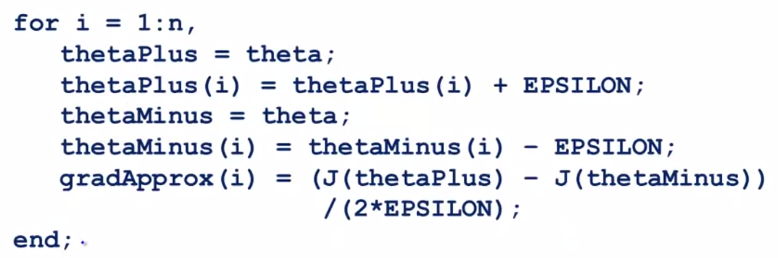 for i = 1:n,
thetaPlus = theta;
thetaPlus(i) = thetaPlus(i) + EPSILON;
thetaMinus = theta;
thetaMinus(i) = thetaMinus(i) - EPSILON;
gradApprox(i) = (J(thetaPlus) - J(thetaMinus))
/(2*EPSILON);
end;